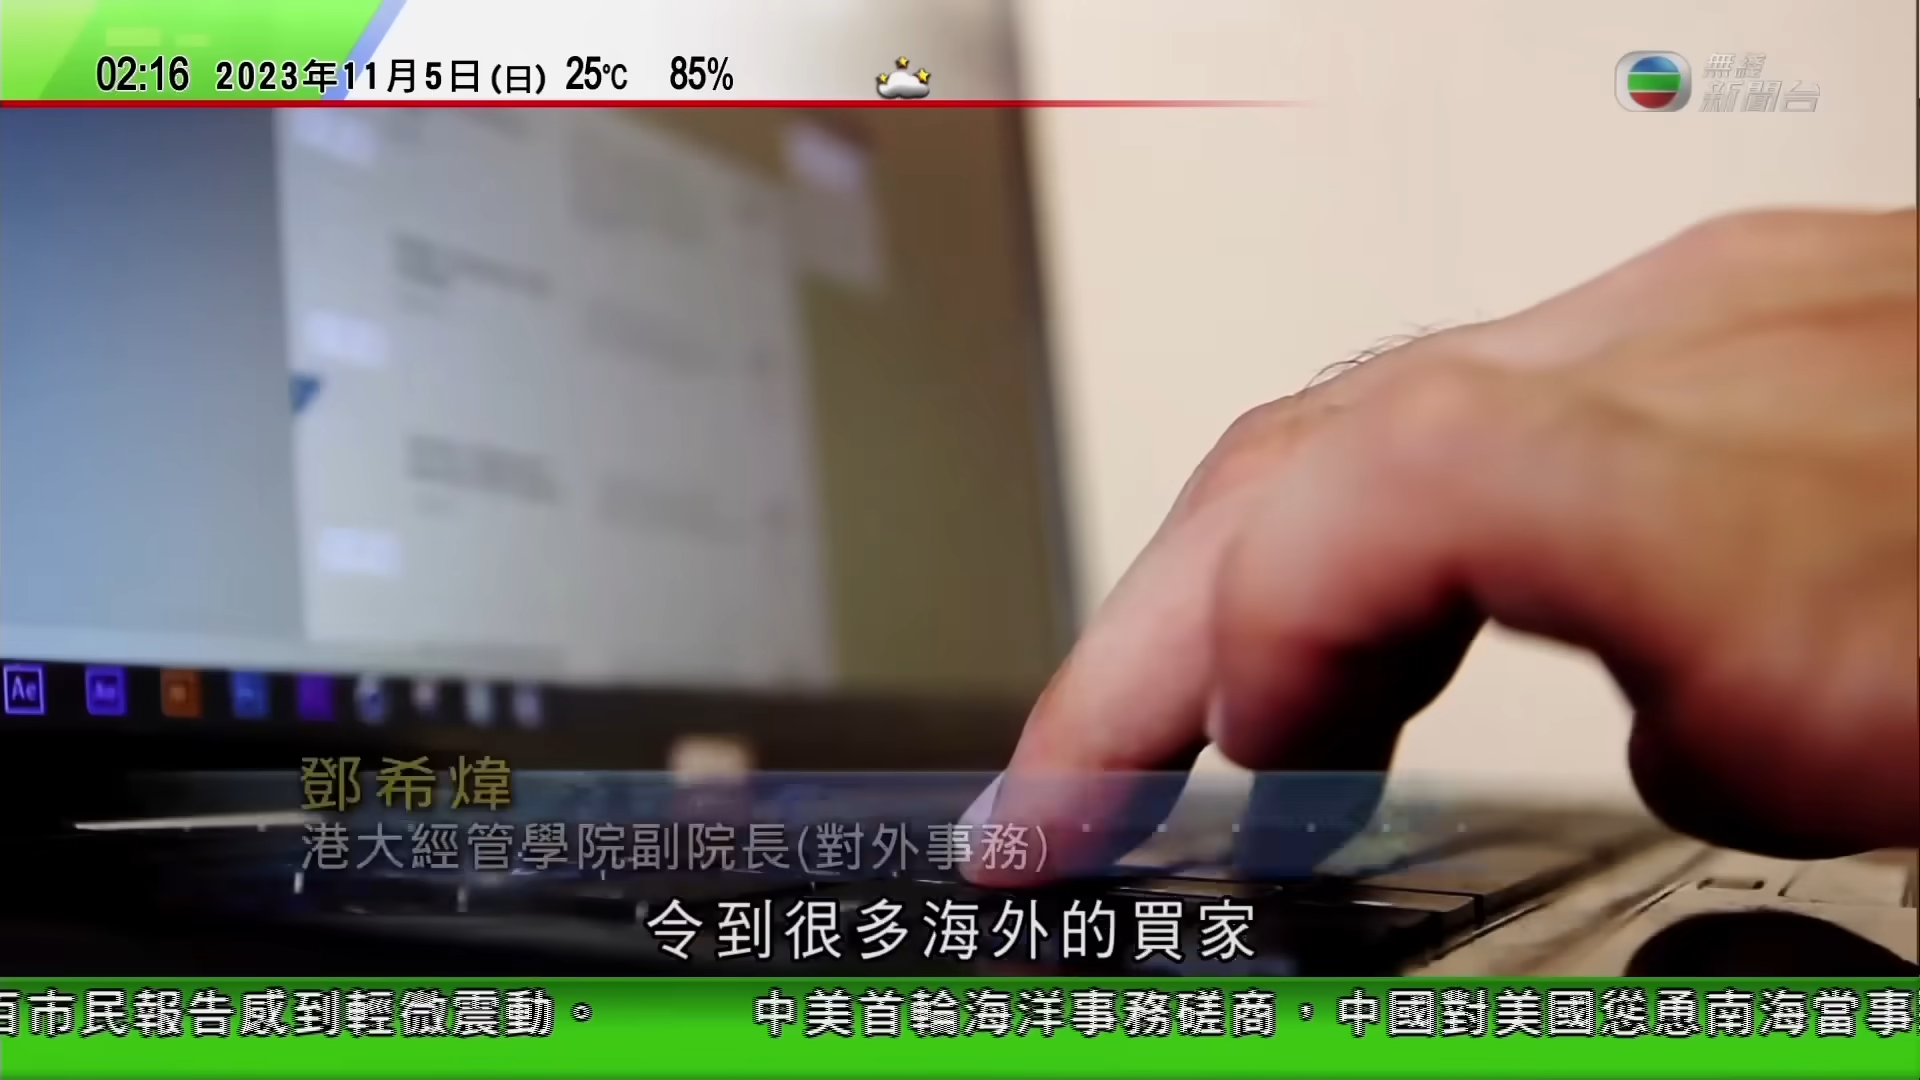 02:16 2023年11月5日(日) 25℃ 85%
無綫
新聞台
Ae
鄧希煒
港大經管學院副院長(對外事務)
令到很多海外的買家
百市民報告感到輕微震動。 中美首輪海洋事務磋商，中國對美國慫恿南海當事